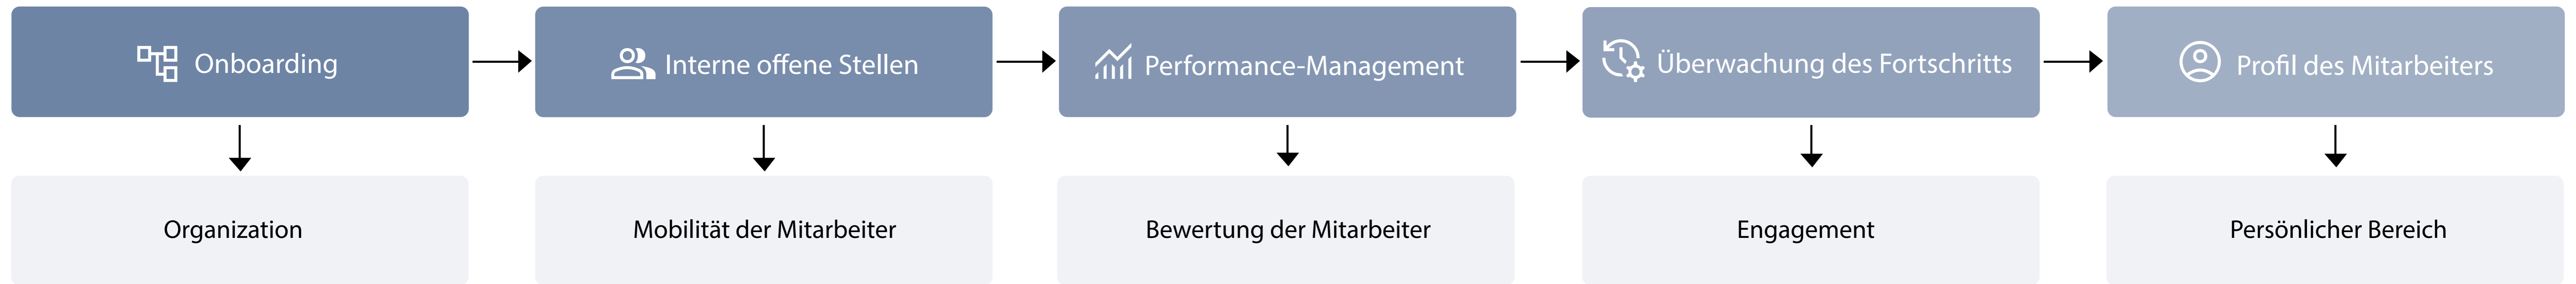 Onboarding
Interne offene Stellen
Performance-Management
Überwachung des Fortschritts
Profil des Mitarbeiters
Organization
Mobilität der Mitarbeiter
Bewertung der Mitarbeiter
Engagement
Persönlicher Bereich